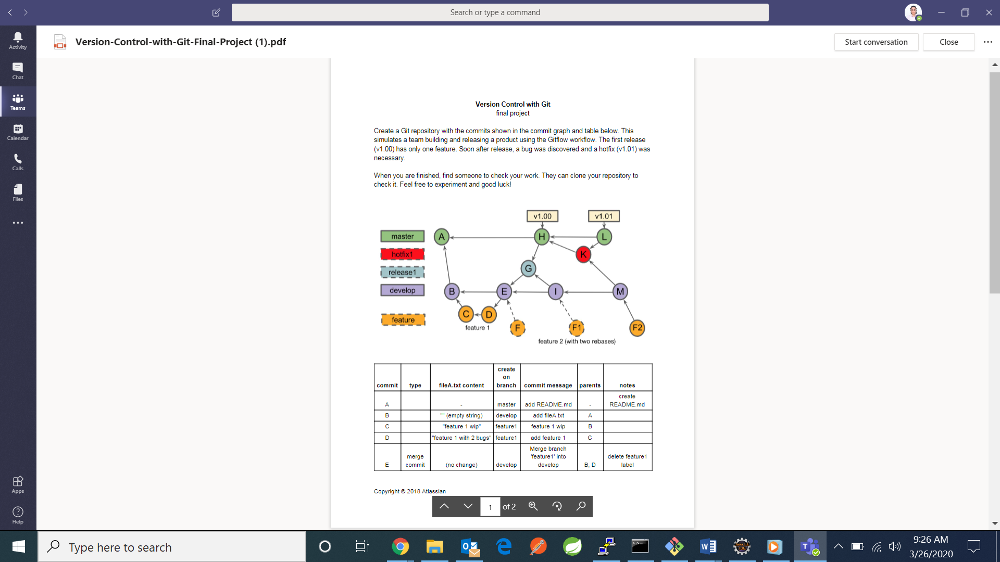 Search or type a command
Activity
Chat
Teams
Calendar
Calls
Files
Apps
Help
Version-Control-with-Git-Final-Project (1).pdf
Start conversation
Close
Version Control with Git
final project
Create a Git repository with the commits shown in the commit graph and table below. This
simulates a team building and releasing a product using the Gitflow workflow. The first release
(v1.00) has only one feature. Soon after release, a bug was discovered and a hotfix (v1.01) was
necessary.
When you are finished, find someone to check your work. They can clone your repository to
check it. Feel free to experiment and good luck!
v1.00 v1.01
master A H L
hotfix1 K
release1 G
develop B E I M
feature C D F F1 F2
feature 1
feature 2 (with two rebases)
commit type fileA.txt content create on branch commit message parents notes
A - master add README.md - create README.md
B "" (empty string) develop add fileA.txt A
C "feature 1 wip" feature1 feature 1 wip B
D "feature 1 with 2 bugs" feature1 add feature 1 C
E merge commit (no change) develop Merge branch 'feature1' into develop B, D delete feature1 label
Copyright © 2018 Atlassian
1 of 2
Type here to search
9:26 AM
3/26/2020